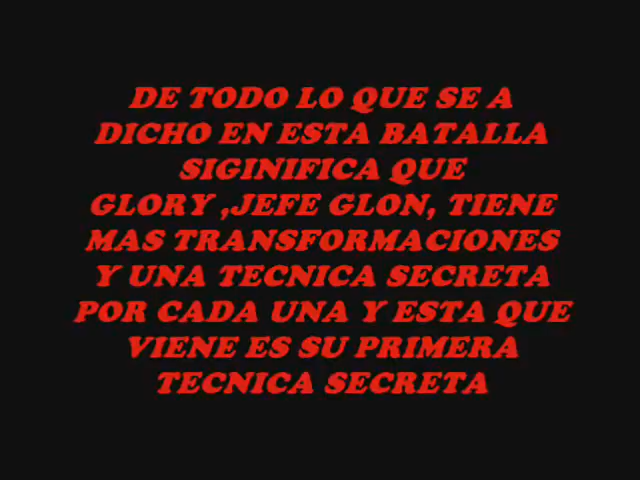 DE TODO LO QUE SE A
DICHO EN ESTA BATALLA
SIGINIFICA QUE
GLORY ,JEFE GLON, TIENE
MAS TRANSFORMACIONES
Y UNA TECNICA SECRETA
POR CADA UNA Y ESTA QUE
VIENE ES SU PRIMERA
TECNICA SECRETA